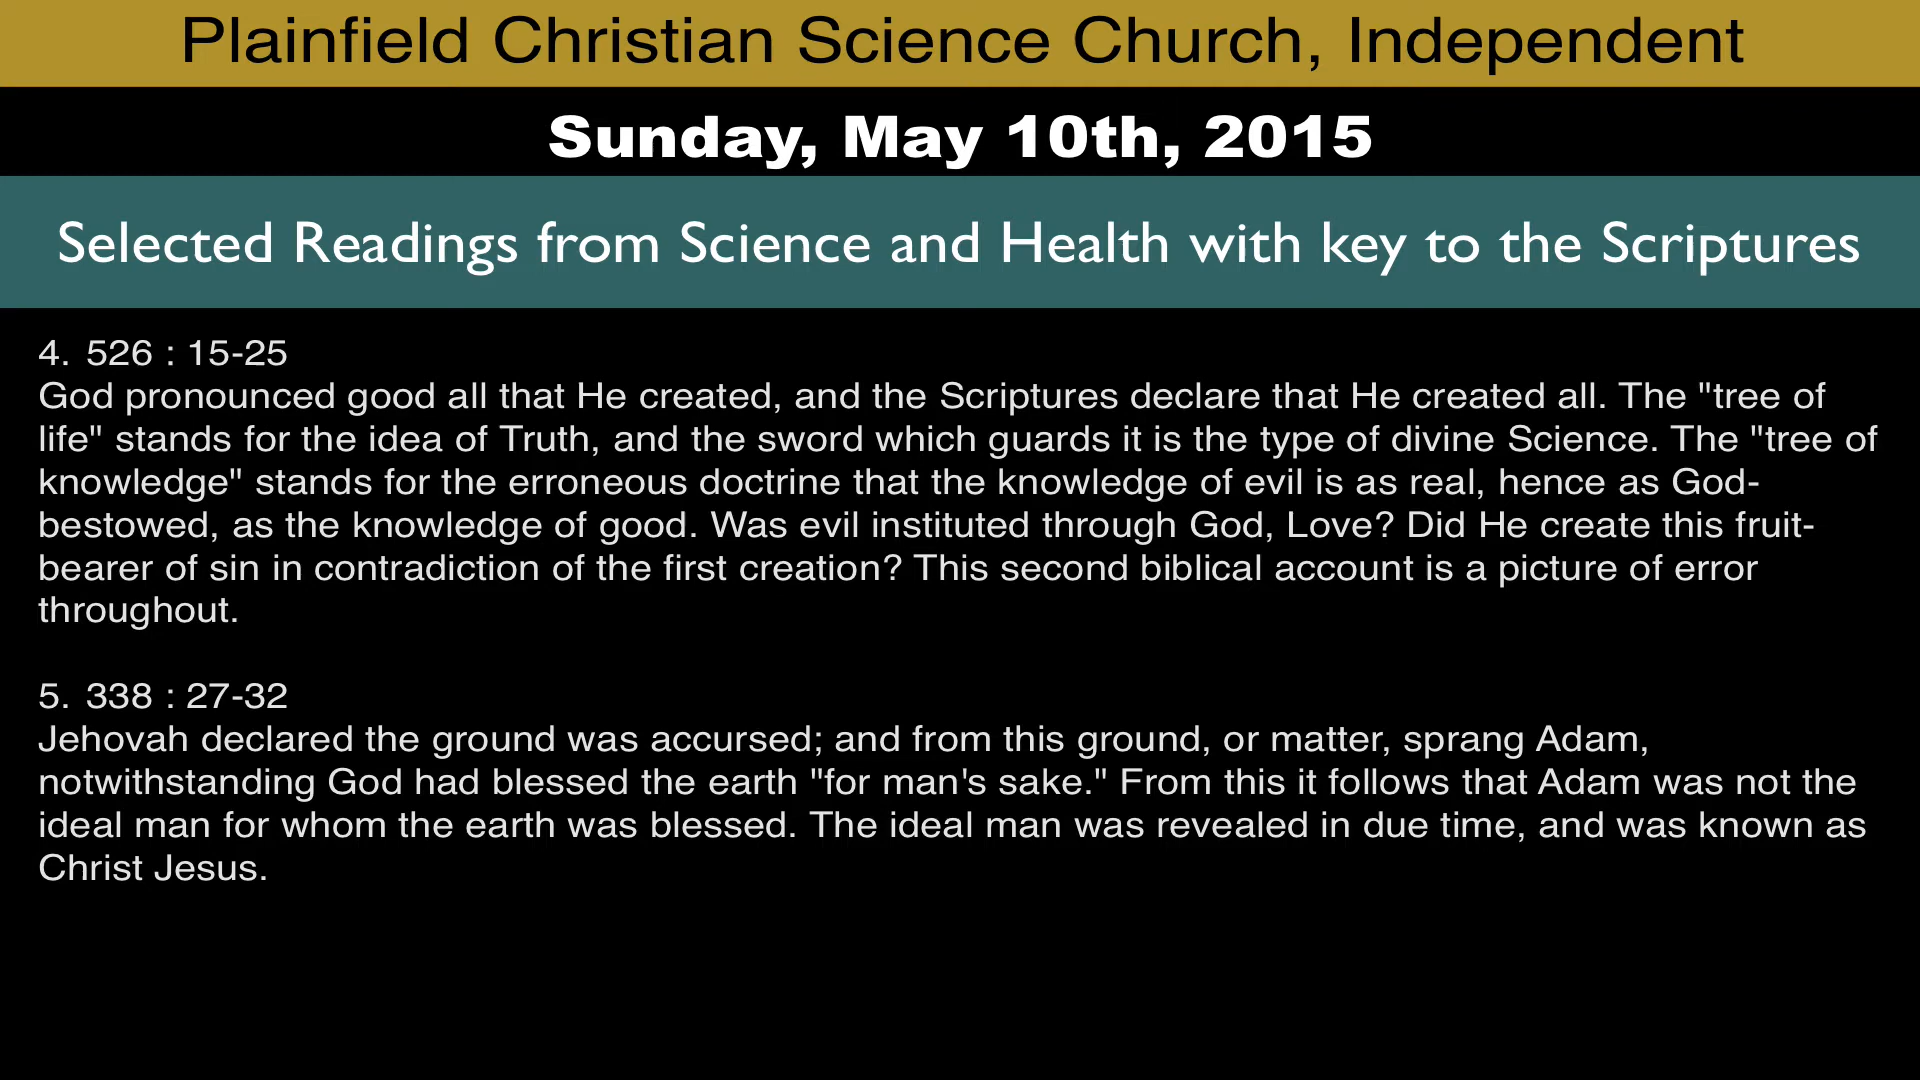 Plainfield Christian Science Church, Independent
Sunday, May 10th, 2015
Selected Readings from Science and Health with key to the Scriptures
4. 526 : 15-25
God pronounced good all that He created, and the Scriptures declare that He created all. The "tree of
life" stands for the idea of Truth, and the sword which guards it is the type of divine Science. The "tree of
knowledge" stands for the erroneous doctrine that the knowledge of evil is as real, hence as God-
bestowed, as the knowledge of good. Was evil instituted through God, Love? Did He create this fruit-
bearer of sin in contradiction of the first creation? This second biblical account is a picture of error
throughout.
5. 338 : 27-32
Jehovah declared the ground was accursed; and from this ground, or matter, sprang Adam,
notwithstanding God had blessed the earth "for man's sake." From this it follows that Adam was not the
ideal man for whom the earth was blessed. The ideal man was revealed in due time, and was known as
Christ Jesus.